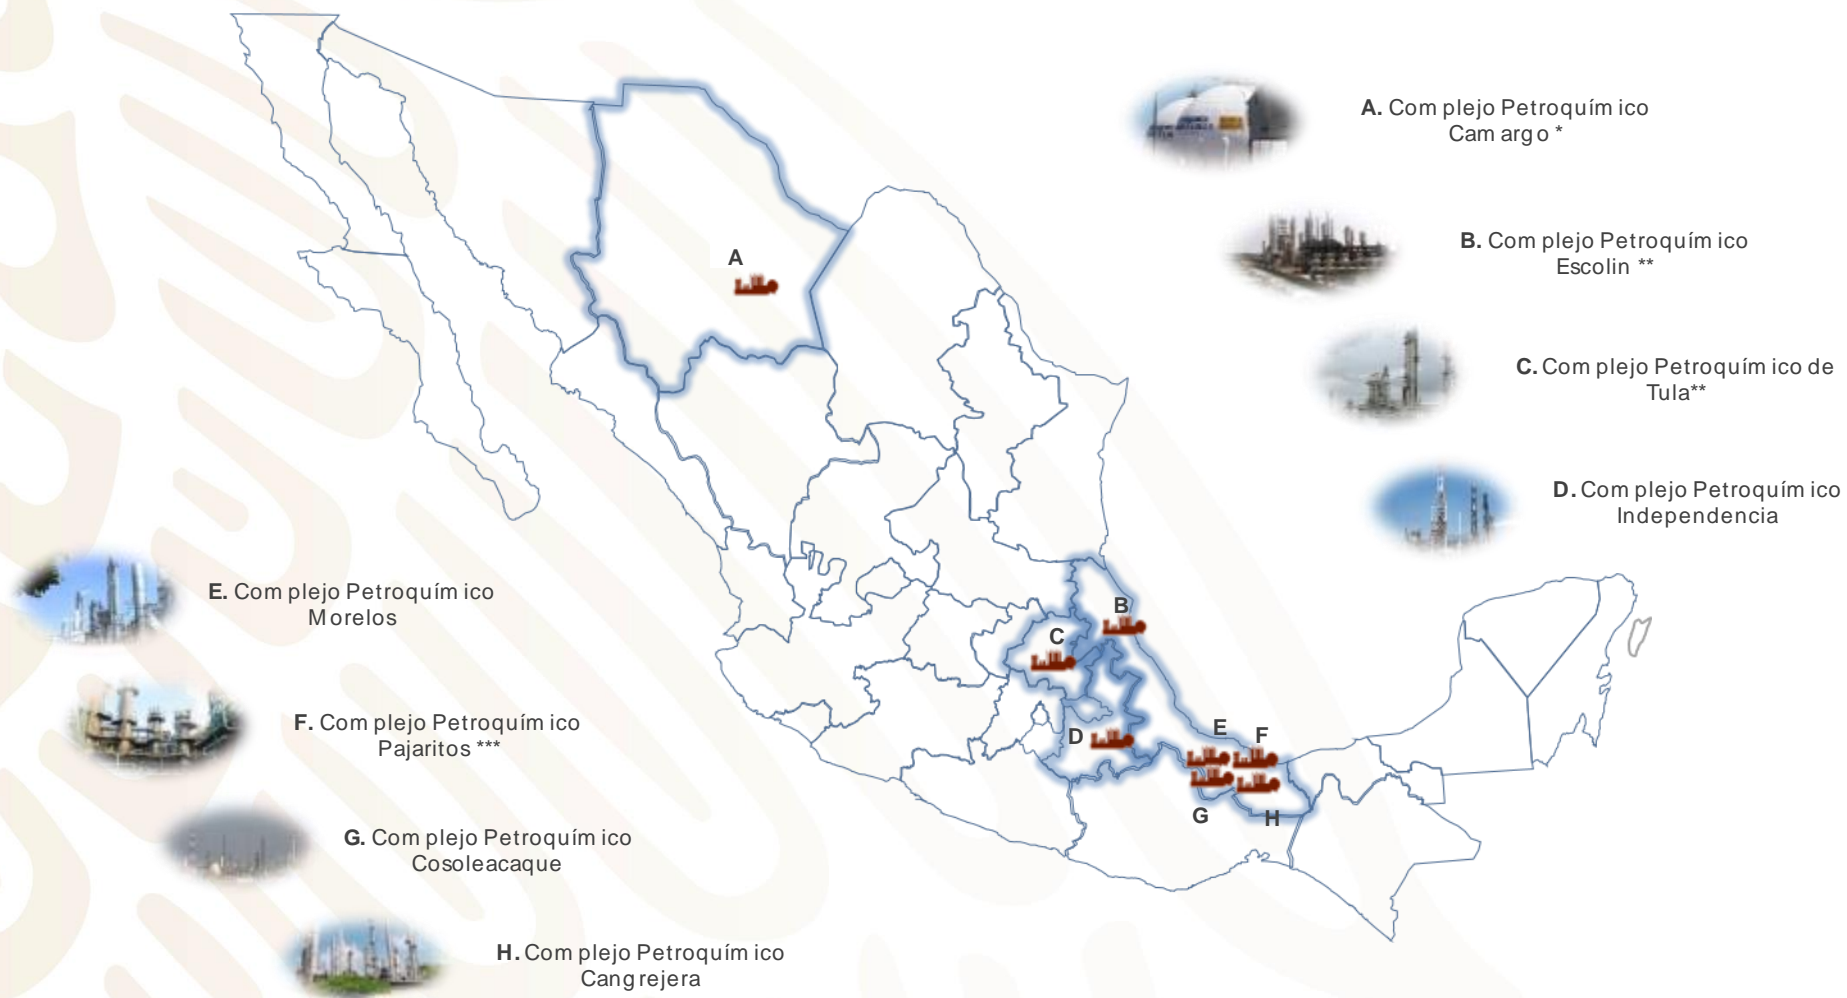 A. Complejo Petroquímico
Camargo *
B. Complejo Petroquímico
Escolin **
C. Complejo Petroquímico de
Tula**
D. Complejo Petroquímico
Independencia
E. Complejo Petroquímico
Morelos
F. Complejo Petroquímico
Pajaritos ***
G. Complejo Petroquímico
Cosoleacaque
H. Complejo Petroquímico
Cangrejera
A
B
C
D
E
F
G
H